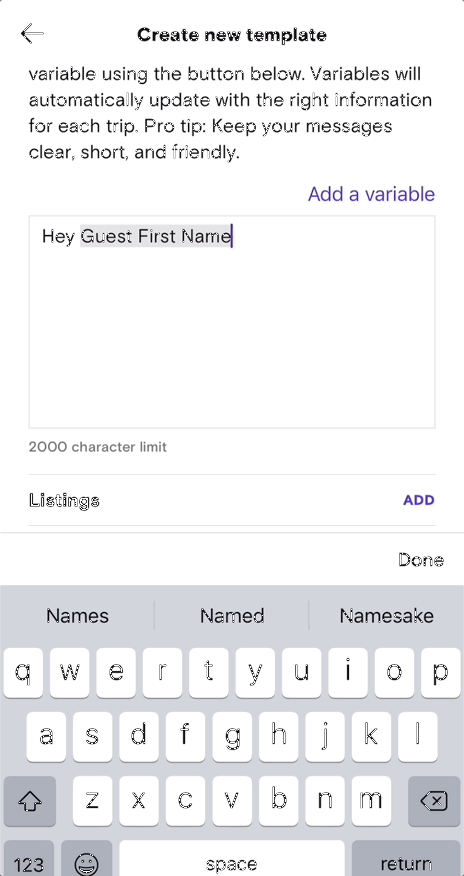 Create new template
variable using the button below. Variables will
automatically update with the right information
for each trip. Pro tip: Keep your messages
clear, short, and friendly.
Add a variable
Hey Guest First Name
2000 character limit
Listings ADD
Done
Names Named Namesake
q w e r t y u i o p
a s d f g h j k l
z x c v b n m
123 space return